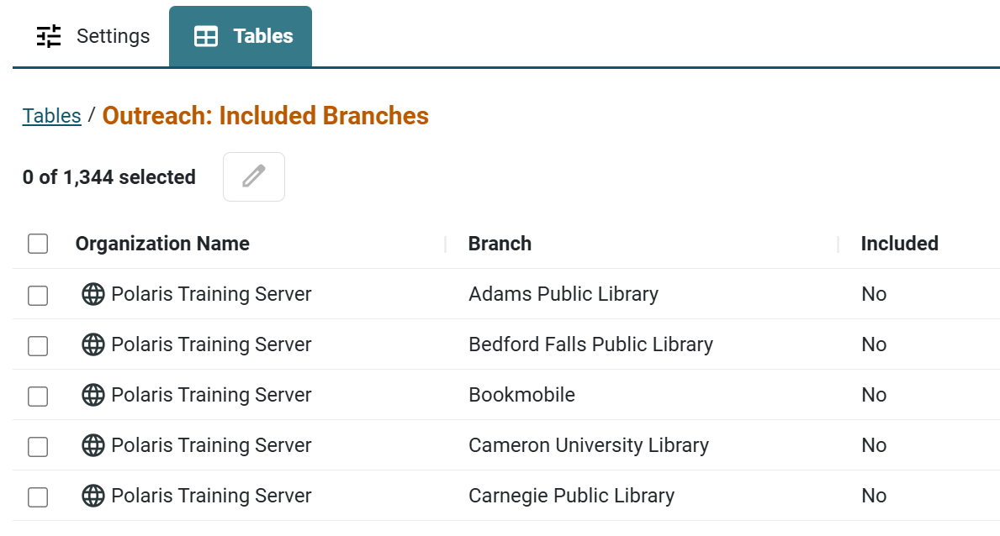 Settings Tables
Tables / Outreach: Included Branches
0 of 1,344 selected
Organization Name Branch Included
Polaris Training Server Adams Public Library No
Polaris Training Server Bedford Falls Public Library No
Polaris Training Server Bookmobile No
Polaris Training Server Cameron University Library No
Polaris Training Server Carnegie Public Library No